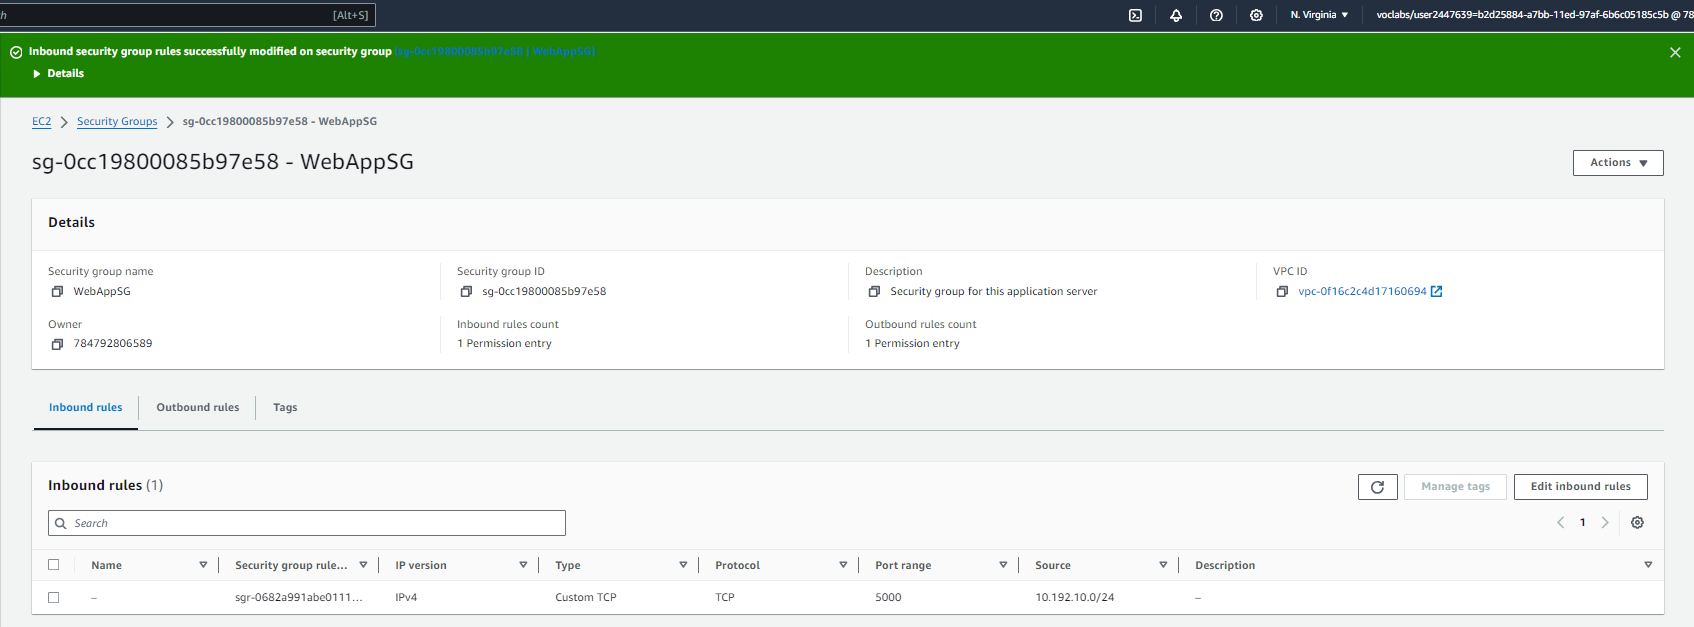 h [Alt+S] N. Virginia voclabs/user2447639=b2d25884-a7bb-11ed-97af-6b6c05185c5b @ 78
Inbound security group rules successfully modified on security group (sg-0cc19800085b97e58 | WebAppSG)
Details
EC2 Security Groups sg-0cc19800085b97e58 - WebAppSG
sg-0cc19800085b97e58 - WebAppSG
Actions
Details
Security group name Security group ID Description VPC ID
WebAppSG sg-0cc19800085b97e58 Security group for this application server vpc-0f16c2c4d17160694
Owner Inbound rules count Outbound rules count
784792806589 1 Permission entry 1 Permission entry
Inbound rules Outbound rules Tags
Inbound rules (1) Manage tags Edit inbound rules
Search 1
Name Security group rule... IP version Type Protocol Port range Source Description
– sgr-0682a991abe0111... IPv4 Custom TCP TCP 5000 10.192.10.0/24 –